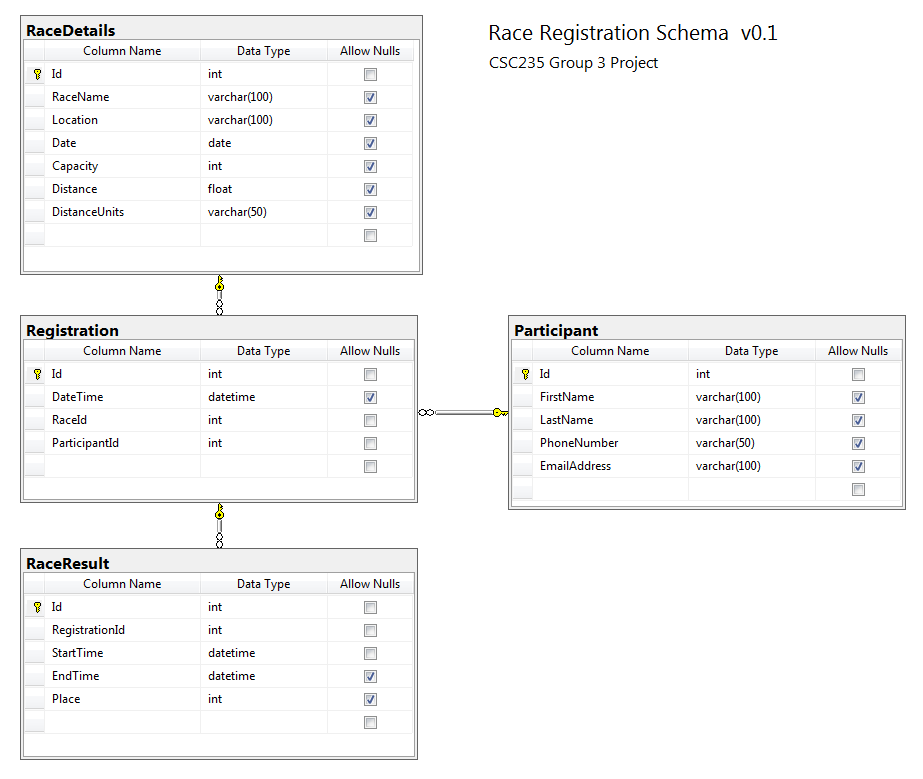 RaceDetails
Column Name Data Type Allow Nulls
Id int
RaceName varchar(100)
Location varchar(100)
Date date
Capacity int
Distance float
DistanceUnits varchar(50)
Race Registration Schema v0.1
CSC235 Group 3 Project
Registration
Column Name Data Type Allow Nulls
Id int
DateTime datetime
RaceId int
ParticipantId int
Participant
Column Name Data Type Allow Nulls
Id int
FirstName varchar(100)
LastName varchar(100)
PhoneNumber varchar(50)
EmailAddress varchar(100)
RaceResult
Column Name Data Type Allow Nulls
Id int
RegistrationId int
StartTime datetime
EndTime datetime
Place int